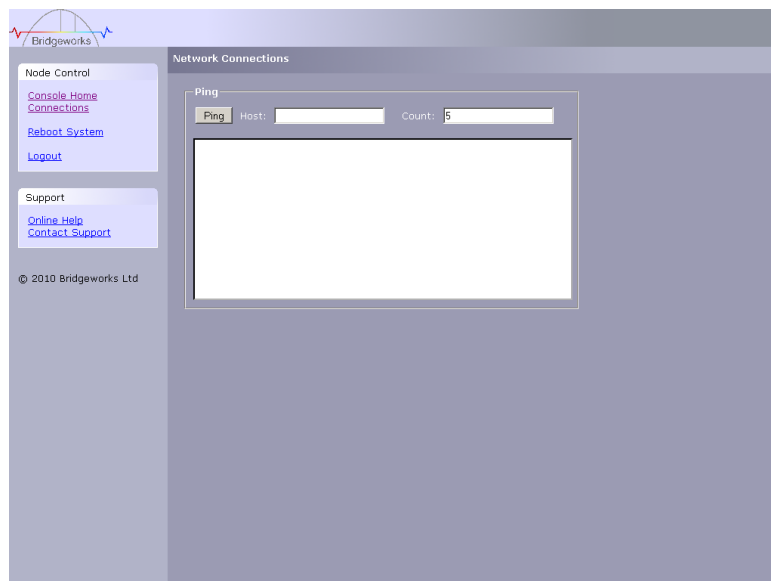 Bridgeworks
Network Connections
Node Control
Console Home
Connections
Reboot System
Logout
Support
Online Help
Contact Support
© 2010 Bridgeworks Ltd
Ping
Ping Host: Count: 5